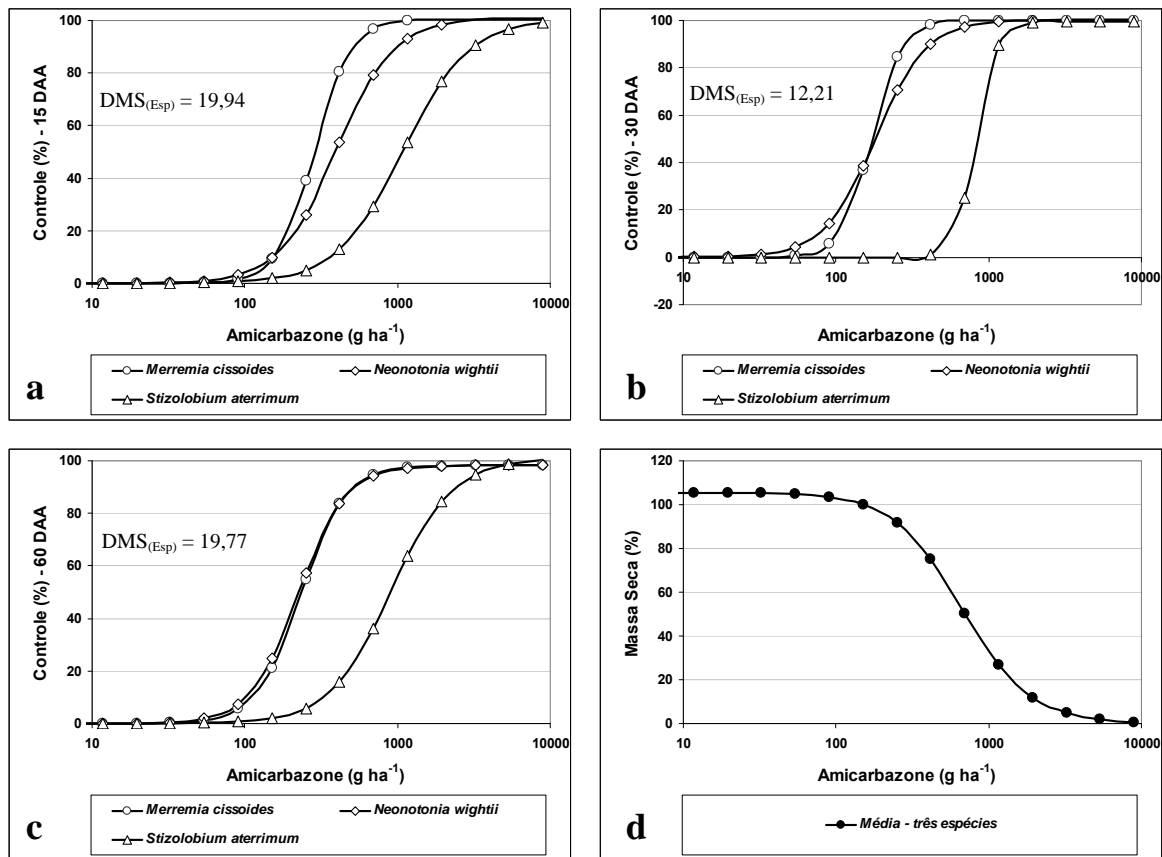 100
80
60
40
20
0
Controle (%) - 15 DAA
DMS(Esp) = 19,94
10 100 1000 10000
Amicarbazone (g ha-1)
Merremia cissoides Neonotonia wightii
Stizolobium aterrimum
a
100
80
60
40
20
0
-20
Controle (%) - 30 DAA
DMS(Esp) = 12,21
10 100 1000 10000
Amicarbazone (g ha-1)
Merremia cissoides Neonotonia wightii
Stizolobium aterrimum
b
100
80
60
40
20
0
Controle (%) - 60 DAA
DMS(Esp) = 19,77
10 100 1000 10000
Amicarbazone (g ha-1)
Merremia cissoides Neonotonia wightii
Stizolobium aterrimum
c
120
100
80
60
40
20
0
Massa Seca (%)
10 100 1000 10000
Amicarbazone (g ha-1)
Média - três espécies
d